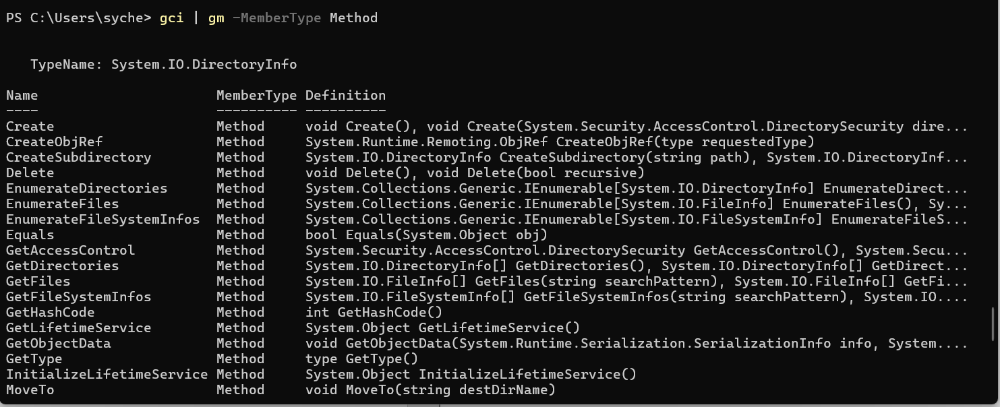 PS C:\Users\syche> gci | gm -MemberType Method
TypeName: System.IO.DirectoryInfo
Name MemberType Definition
---- ---------- ----------
Create Method void Create(), void Create(System.Security.AccessControl.DirectorySecurity dire...
CreateObjRef Method System.Runtime.Remoting.ObjRef CreateObjRef(type requestedType)
CreateSubdirectory Method System.IO.DirectoryInfo CreateSubdirectory(string path), System.IO.DirectoryInf...
Delete Method void Delete(), void Delete(bool recursive)
EnumerateDirectories Method System.Collections.Generic.IEnumerable[System.IO.DirectoryInfo] EnumerateDirect...
EnumerateFiles Method System.Collections.Generic.IEnumerable[System.IO.FileInfo] EnumerateFiles(), Sy...
EnumerateFileSystemInfos Method System.Collections.Generic.IEnumerable[System.IO.FileSystemInfo] EnumerateFileS...
Equals Method bool Equals(System.Object obj)
GetAccessControl Method System.Security.AccessControl.DirectorySecurity GetAccessControl(), System.Secu...
GetDirectories Method System.IO.DirectoryInfo[] GetDirectories(), System.IO.DirectoryInfo[] GetDirect...
GetFiles Method System.IO.FileInfo[] GetFiles(string searchPattern), System.IO.FileInfo[] GetFi...
GetFileSystemInfos Method System.IO.FileSystemInfo[] GetFileSystemInfos(string searchPattern), System.IO....
GetHashCode Method int GetHashCode()
GetLifetimeService Method System.Object GetLifetimeService()
GetObjectData Method void GetObjectData(System.Runtime.Serialization.SerializationInfo info, System....
GetType Method type GetType()
InitializeLifetimeService Method System.Object InitializeLifetimeService()
MoveTo Method void MoveTo(string destDirName)